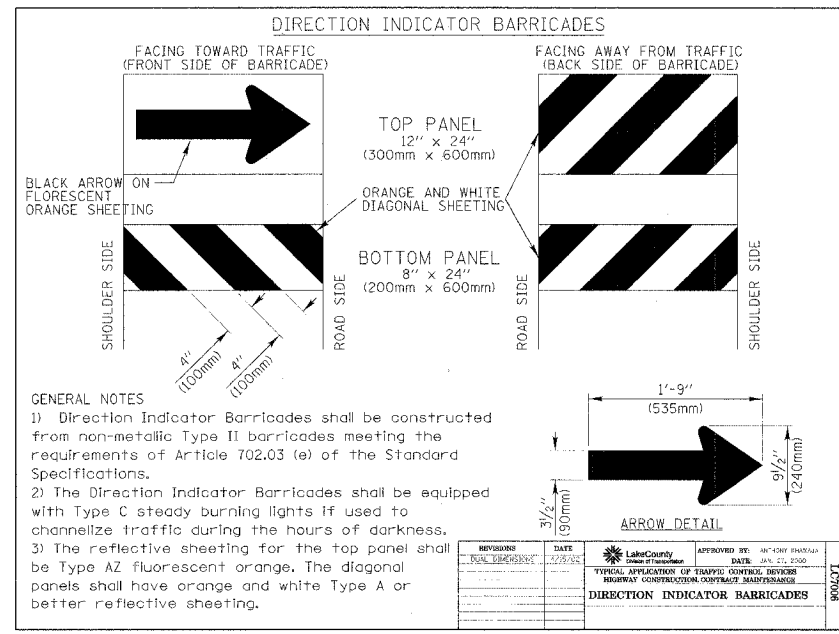 DIRECTION INDICATOR BARRICADES
FACING TOWARD TRAFFIC
(FRONT SIDE OF BARRICADE)
FACING AWAY FROM TRAFFIC
(BACK SIDE OF BARRICADE)
TOP PANEL
12" x 24"
(300mm x 600mm)
BLACK ARROW ON
FLORESCENT
ORANGE SHEETING
ORANGE AND WHITE
DIAGONAL SHEETING
BOTTOM PANEL
8" x 24"
(200mm x 600mm)
SHOULDER SIDE
ROAD SIDE
ROAD SIDE
SHOULDER SIDE
4"
(100mm)
4"
(100mm)
GENERAL NOTES
1) Direction Indicator Barricades shall be constructed
from non-metallic Type II barricades meeting the
requirements of Article 702.03 (e) of the Standard
Specifications.
2) The Direction Indicator Barricades shall be equipped
with Type C steady burning lights if used to
channelize traffic during the hours of darkness.
3) The reflective sheeting for the top panel shall
be Type AZ fluorescent orange. The diagonal
panels shall have orange and white Type A or
better reflective sheeting.
1'-9"
(535mm)
3 1/2"
(90mm)
9 1/2"
(240mm)
ARROW DETAIL
REVISIONS DATE
DUAL DIMENSIONS
LakeCounty
Division of Transportation
APPROVED BY: ANTHONY KHAWAJA
DATE: JAN. 27, 2000
TYPICAL APPLICATION OF TRAFFIC CONTROL DEVICES
HIGHWAY CONSTRUCTION, CONTRACT MAINTENANCE
DIRECTION INDICATOR BARRICADES
LC7006